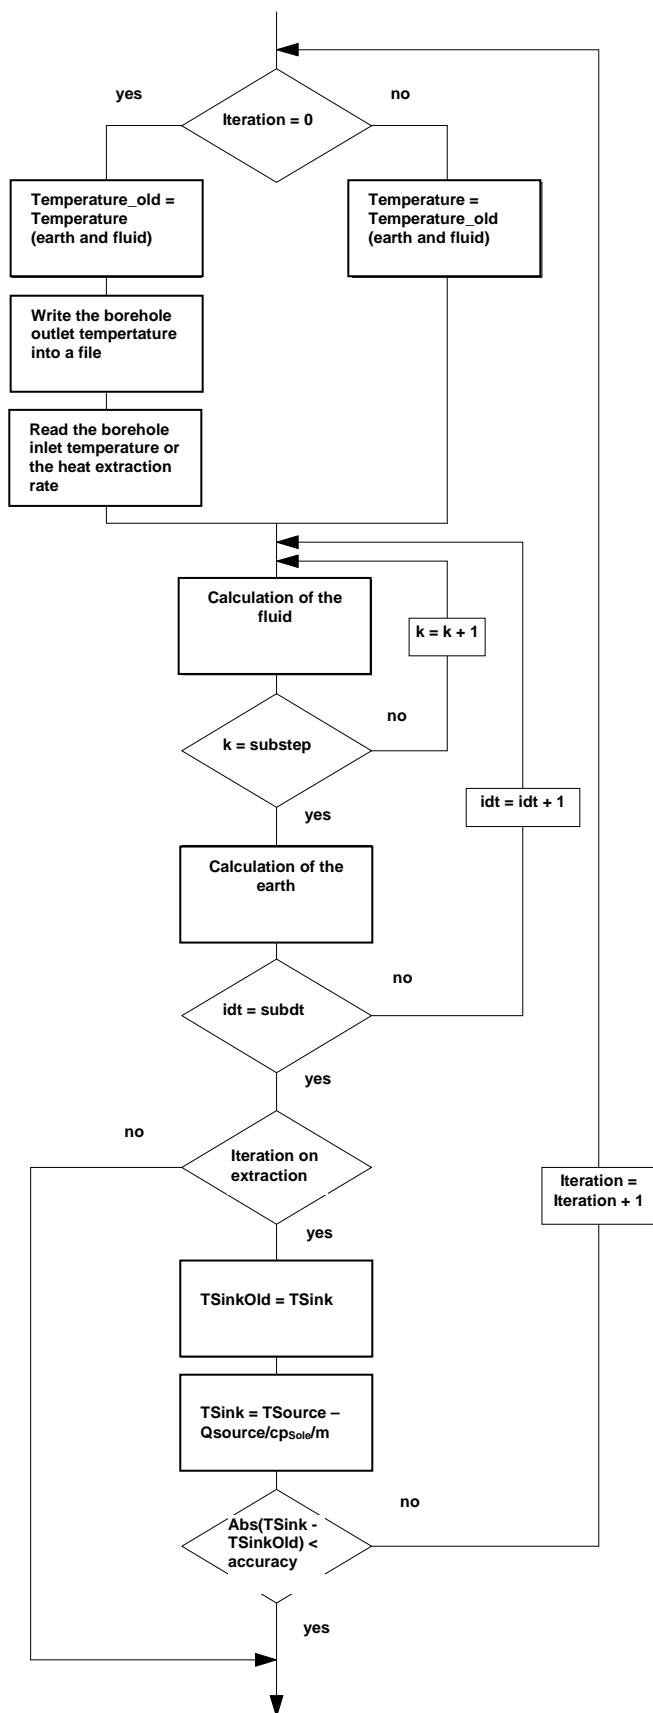 yes
no
Iteration = 0
Temperature_old =
Temperature
(earth and fluid)
Temperature =
Temperature_old
(earth and fluid)
Write the borehole
outlet tempertature
into a file
Read the borehole
inlet temperature or
the heat extraction
rate
Calculation of the
fluid
k = k + 1
no
k = substep
yes
idt = idt + 1
Calculation of the
earth
no
idt = subdt
yes
no
Iteration on
extraction
Iteration =
Iteration + 1
yes
TSinkOld = TSink
TSink = TSource –
Qsource/cpSole/m
no
Abs(TSink -
TSinkOld) <
accuracy
yes